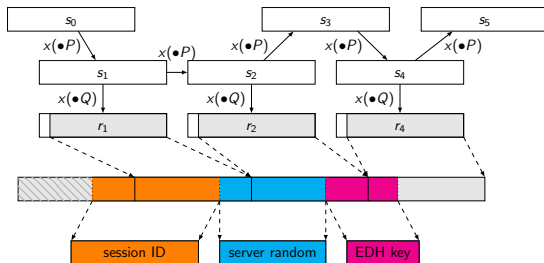 s₀ s₃ s₅
x(•P) x(•P) x(•P) x(•P) x(•P)
s₁ s₂ s₄
x(•Q) x(•Q) x(•Q)
r₁ r₂ r₄
session ID server random EDH key